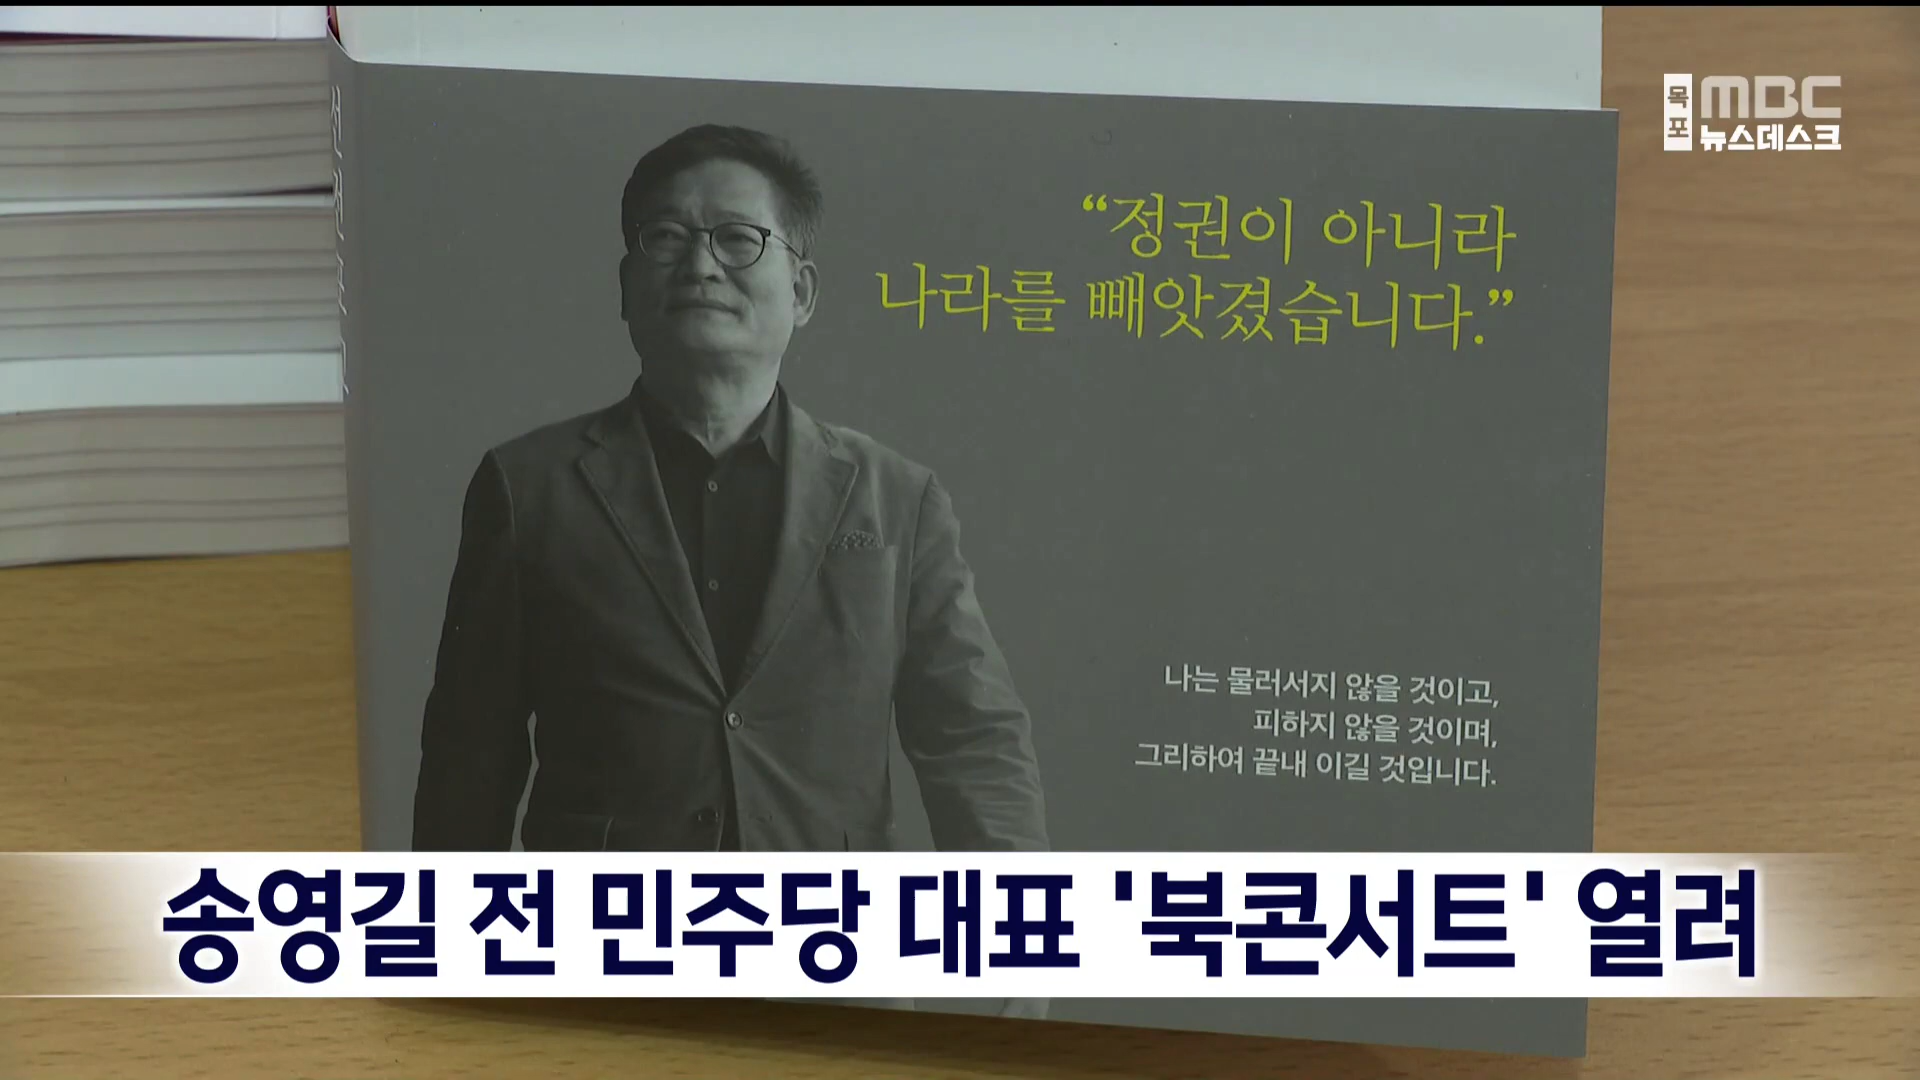 목포
MBC
뉴스데스크
“정권이 아니라
나라를 빼앗겼습니다.”
나는 물러서지 않을 것이고,
피하지 않을 것이며,
그리하여 끝내 이길 것입니다.
송영길 전 민주당 대표 '북콘서트' 열려